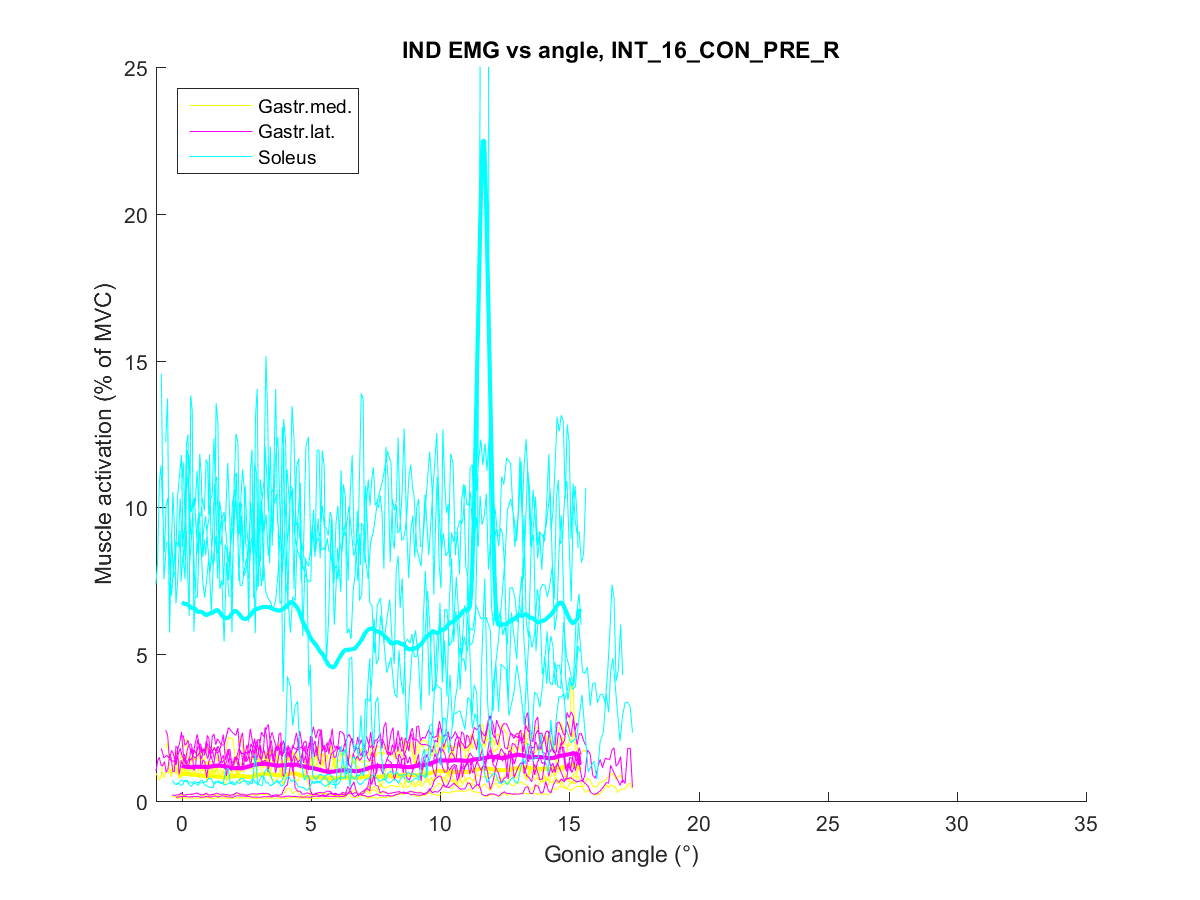 IND EMG vs angle, INT_16_CON_PRE_R
25
Gastr.med.
Gastr.lat.
Soleus
20
15
10
5
0
Muscle activation (% of MVC)
0 5 10 15 20 25 30 35
Gonio angle (°)